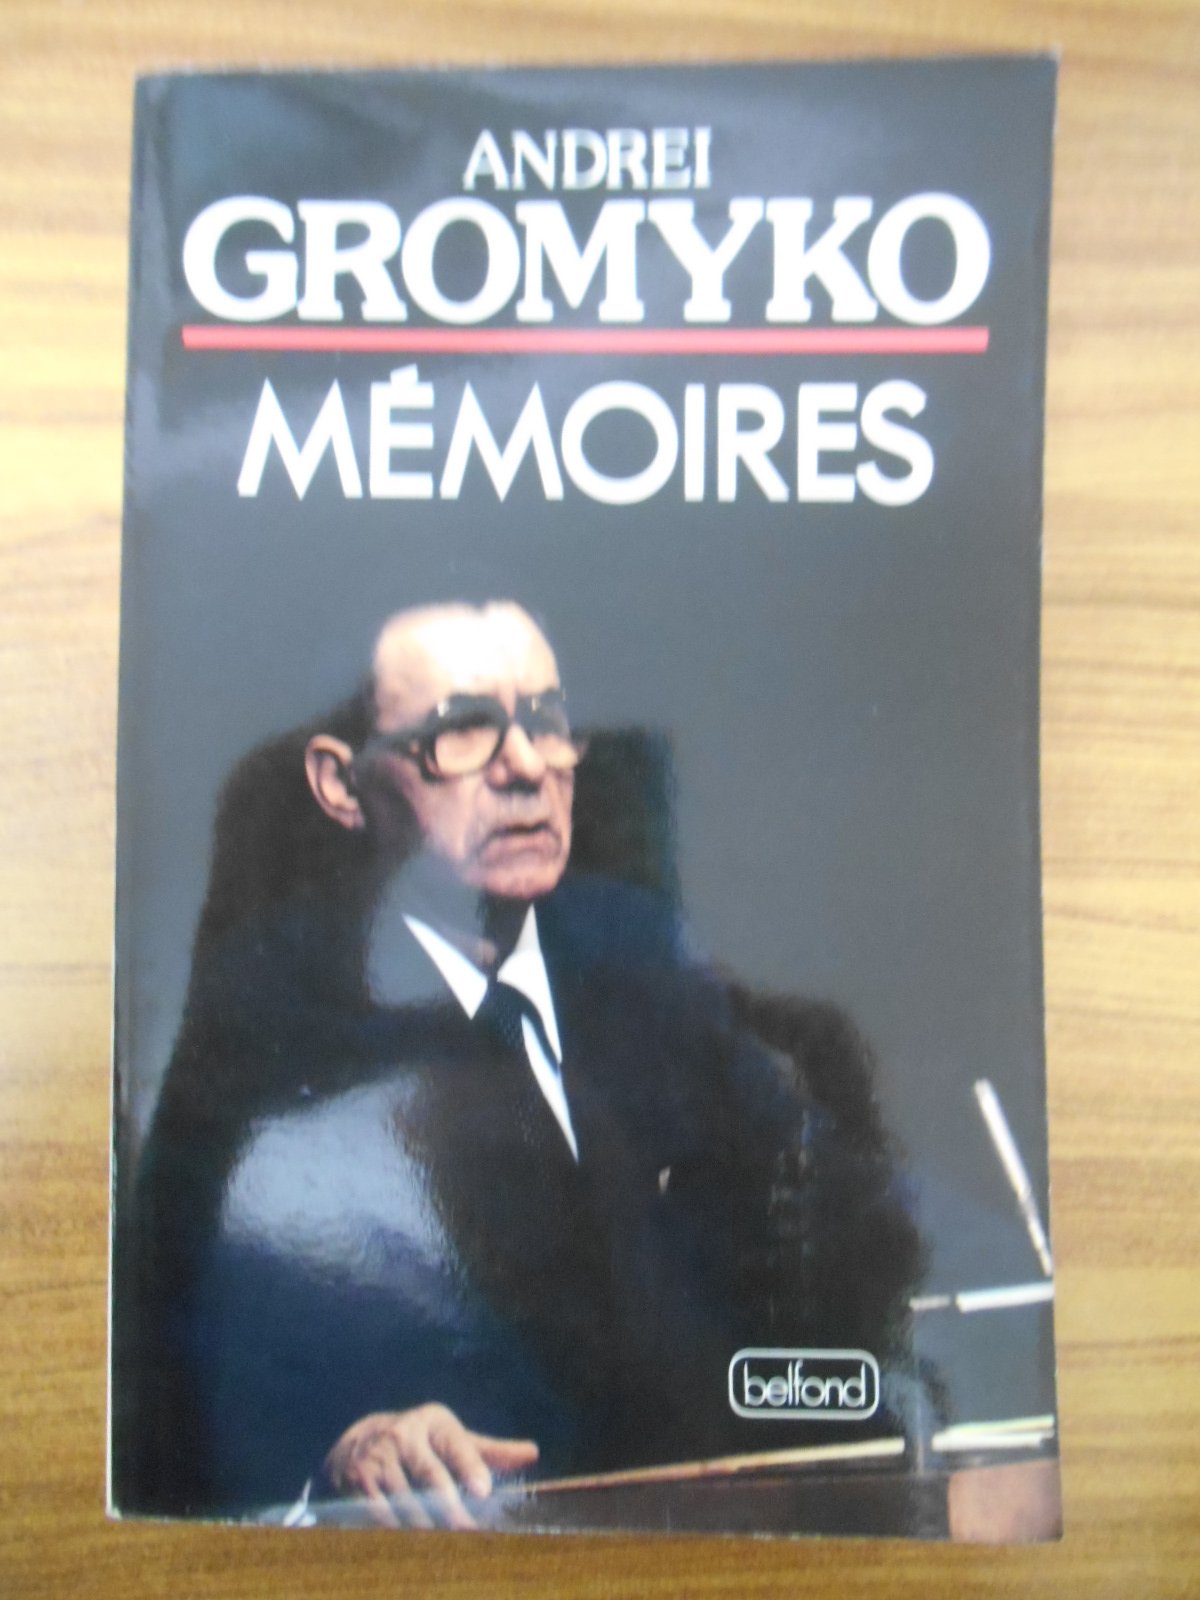 ANDREI
GROMYKO
MÉMOIRES
belfond